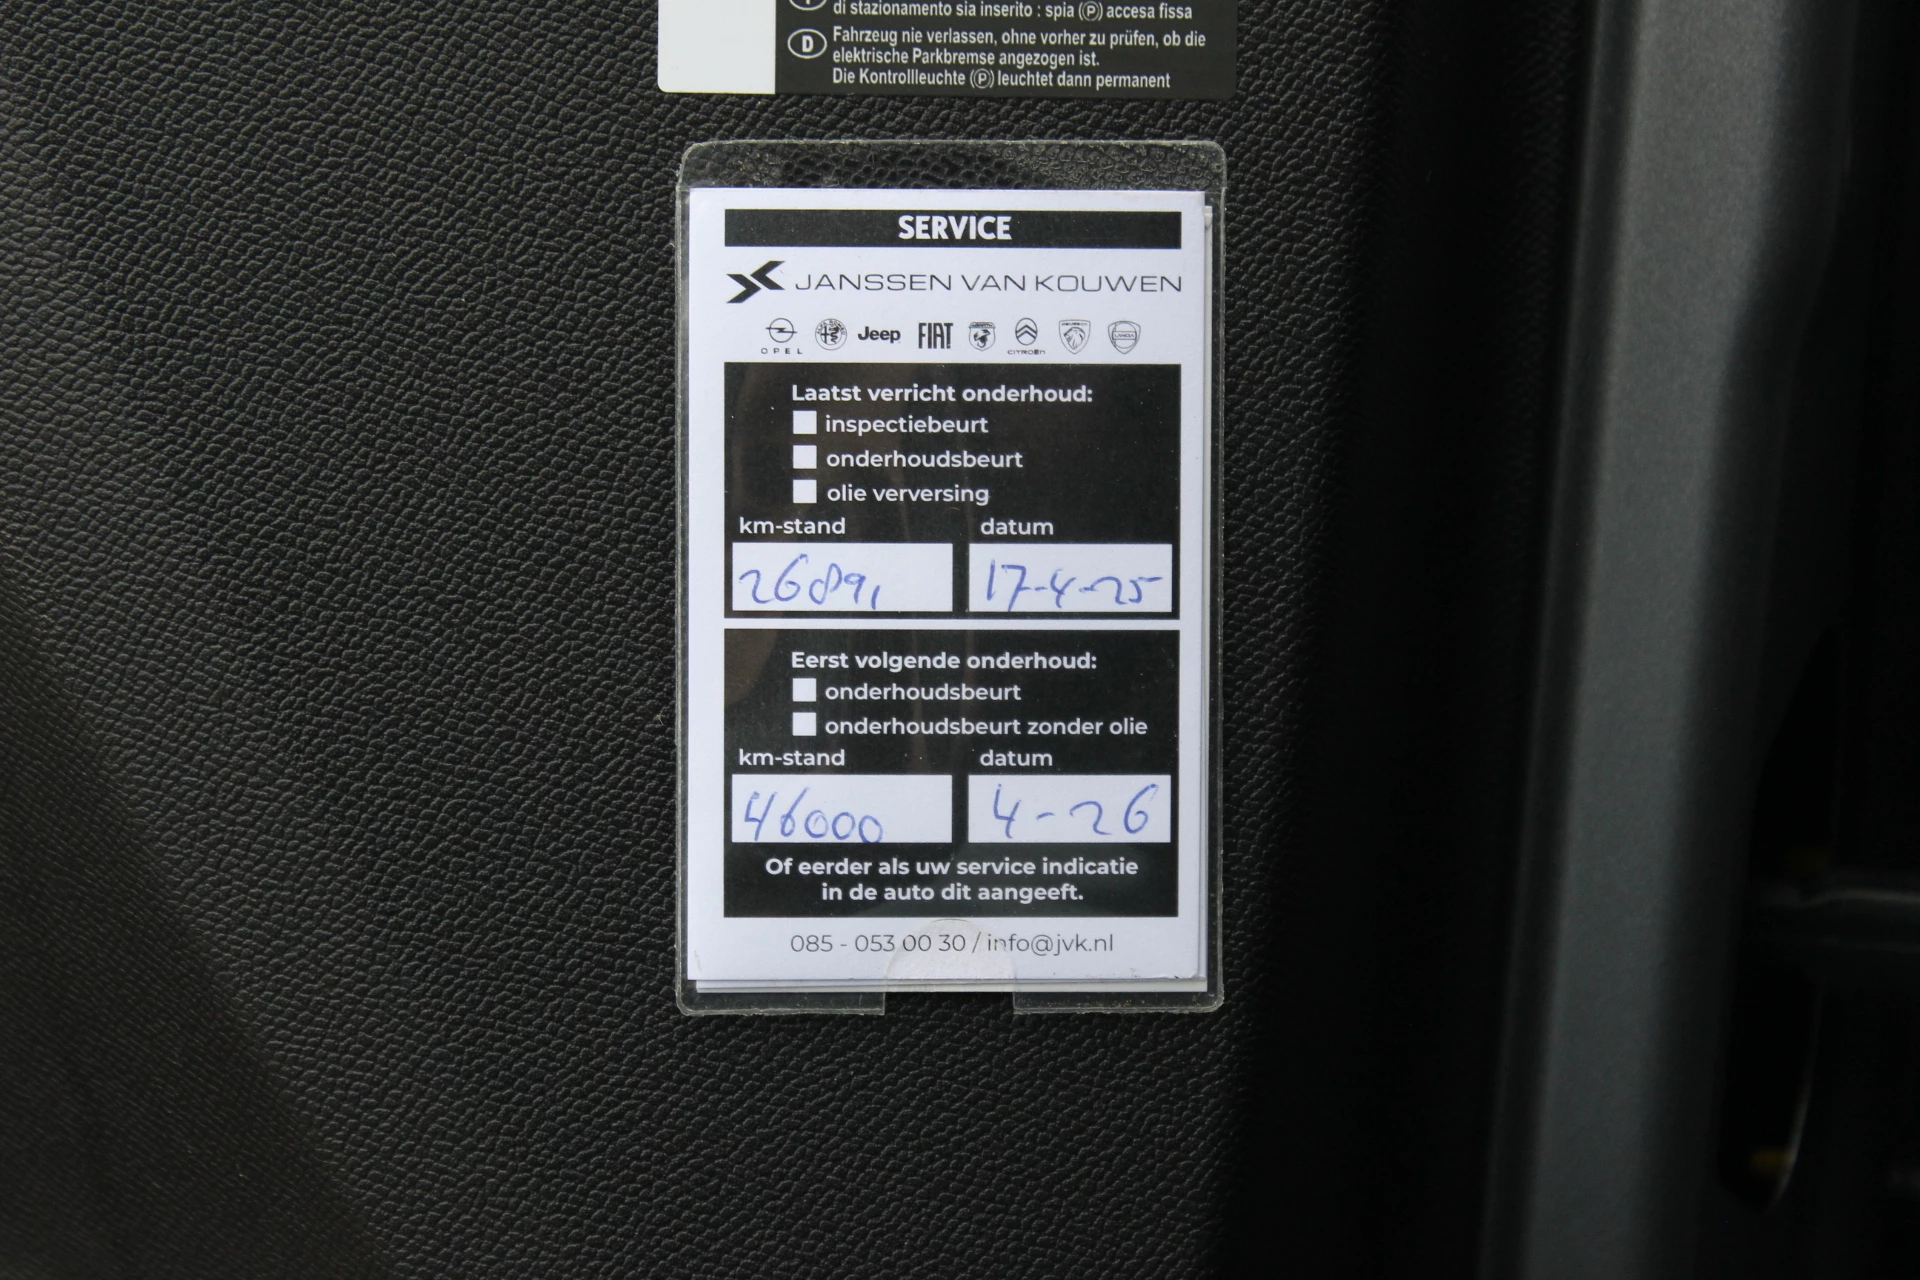 di stazionamento sia inserito : spia (P) accesa fissa
D Fahrzeug nie verlassen, ohne vorher zu prüfen, ob die
elektrische Parkbremse angezogen ist.
Die Kontrollleuchte (P) leuchtet dann permanent
SERVICE
JANSSEN VAN KOUWEN
OPEL Jeep FIAT CITROËN LANCIA
Laatst verricht onderhoud:
inspectiebeurt
onderhoudsbeurt
olie verversing
km-stand datum
26891 17-4-25
Eerst volgende onderhoud:
onderhoudsbeurt
onderhoudsbeurt zonder olie
km-stand datum
46000 4-26
Of eerder als uw service indicatie
in de auto dit aangeeft.
085 - 053 00 30 / info@jvk.nl